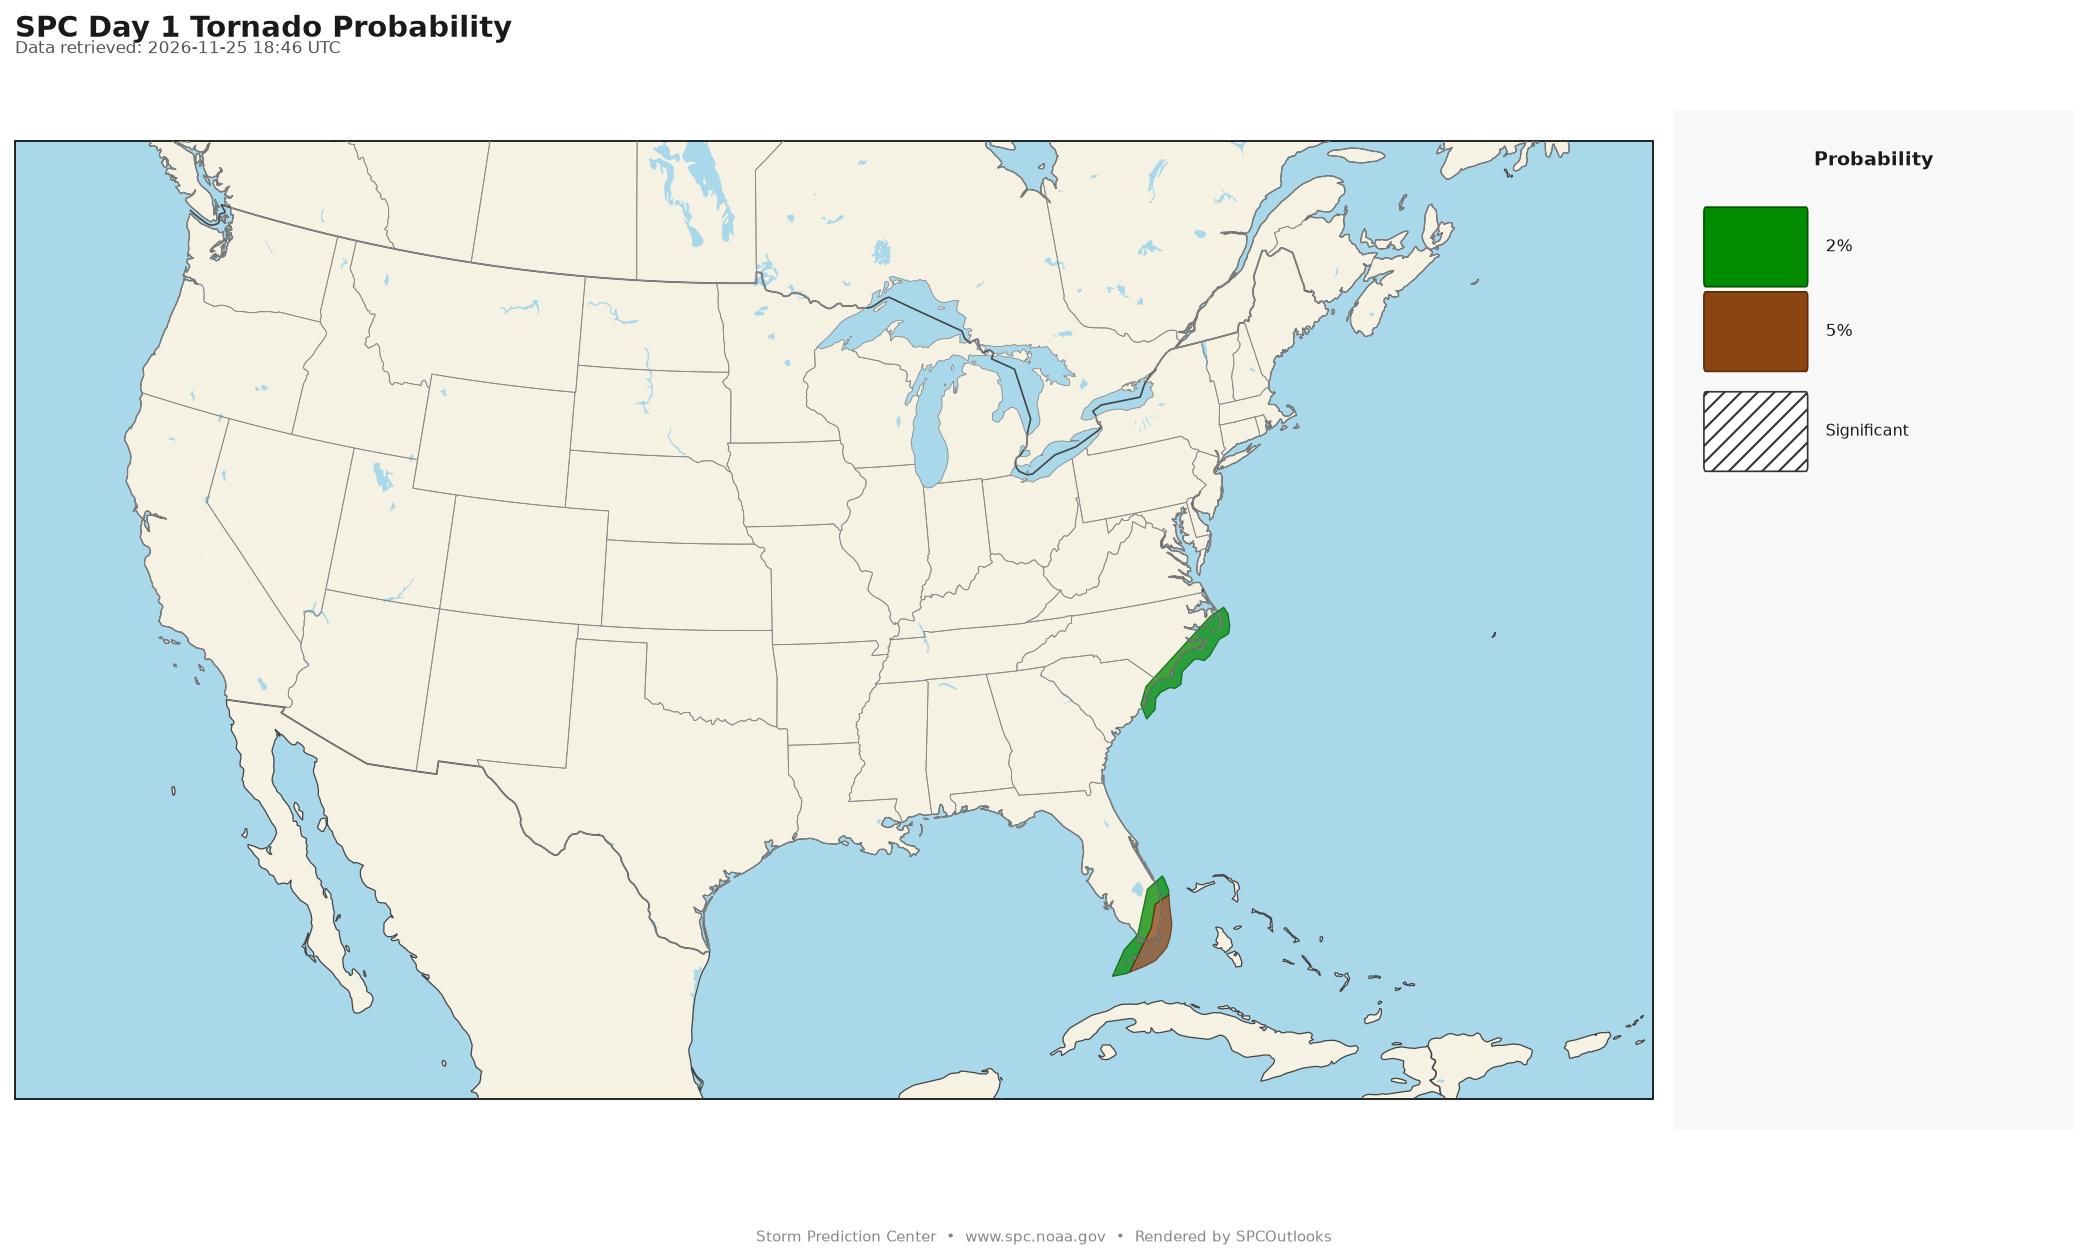 SPC Day 1 Tornado Probability
Data retrieved: 2026-11-25 18:46 UTC
Probability
2%
5%
Significant
Storm Prediction Center • www.spc.noaa.gov • Rendered by SPCOutlooks